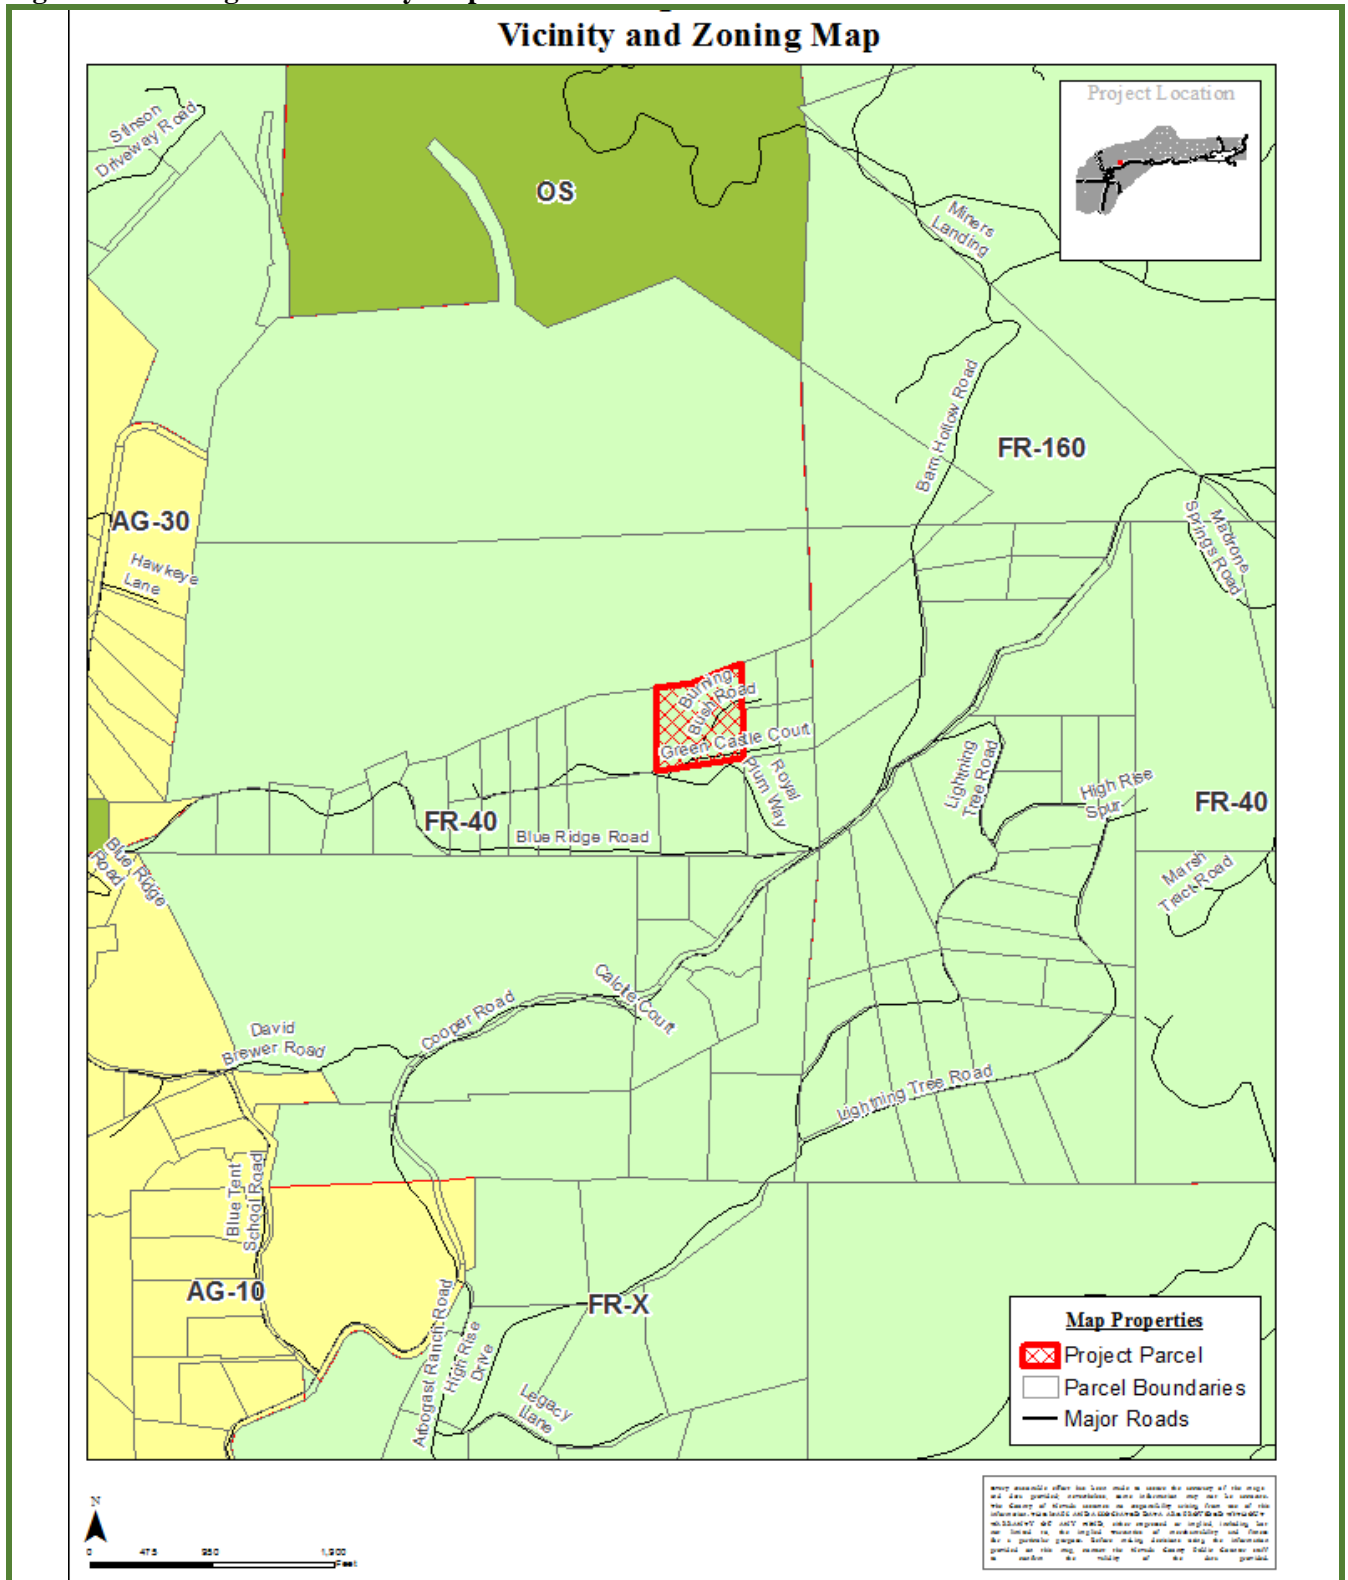 Vicinity and Zoning Map
Project Location
Stinson
Driveway Road
OS
Miners
Landing
Barn Hollow Road
FR-160
AG-30
Hawkeye
Lane
Madrone
Springs Road
Burning
Bush Road
Green Castle Court
Royal
Plum Way
Lightning
Tree Road
High Rise
Spur
FR-40
FR-40
Blue Ridge Road
Blue Ridge
Road
Marsh
Tract Road
Calcite Court
Cooper Road
David
Brewer Road
Lightning Tree Road
Blue Tent
School Road
AG-10
FR-X
Arbogast Ranch Road
High Rise
Drive
Legacy
Lane
Map Properties
Project Parcel
Parcel Boundaries
Major Roads
N
0 475 950 1,900
Feet